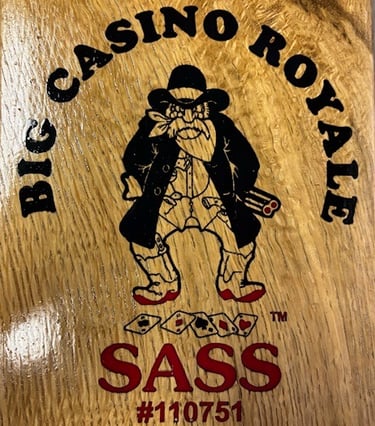 BIG CASINO ROYALE
TM
SASS
#110751